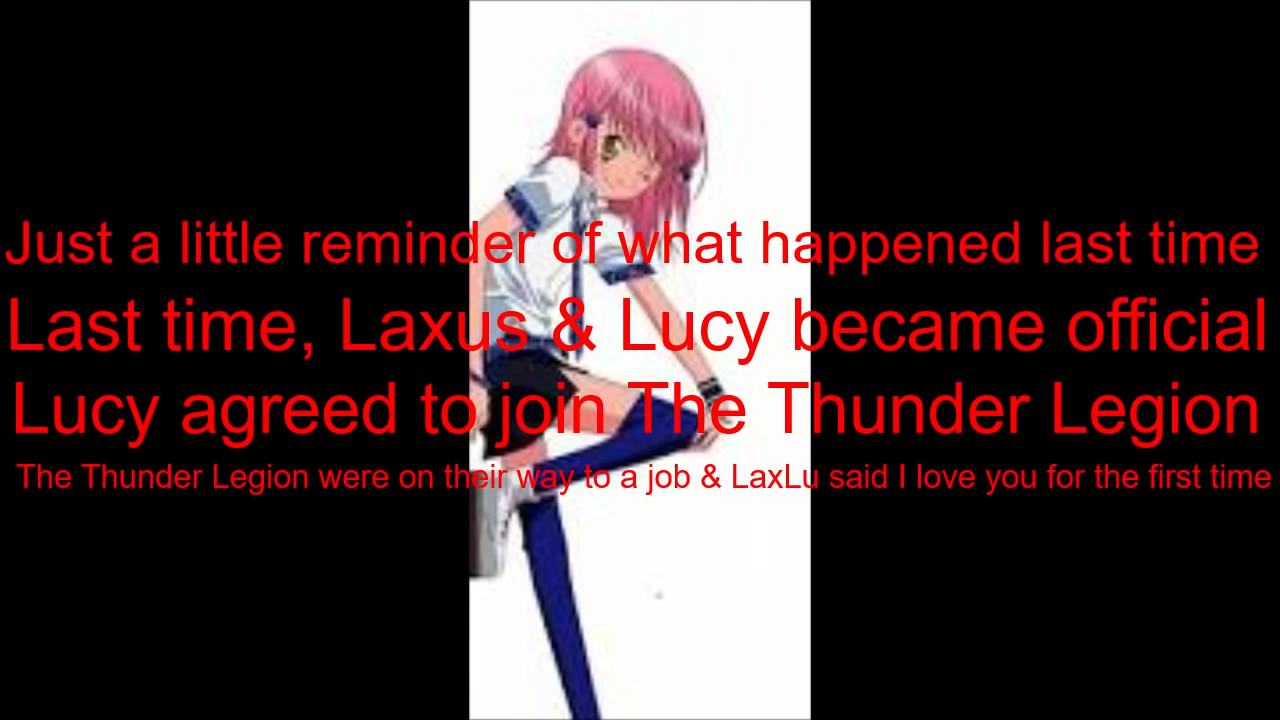 Just a little reminder of what happened last time
Last time, Laxus & Lucy became official
Lucy agreed to join The Thunder Legion
The Thunder Legion were on their way to a job & LaxLu said I love you for the first time